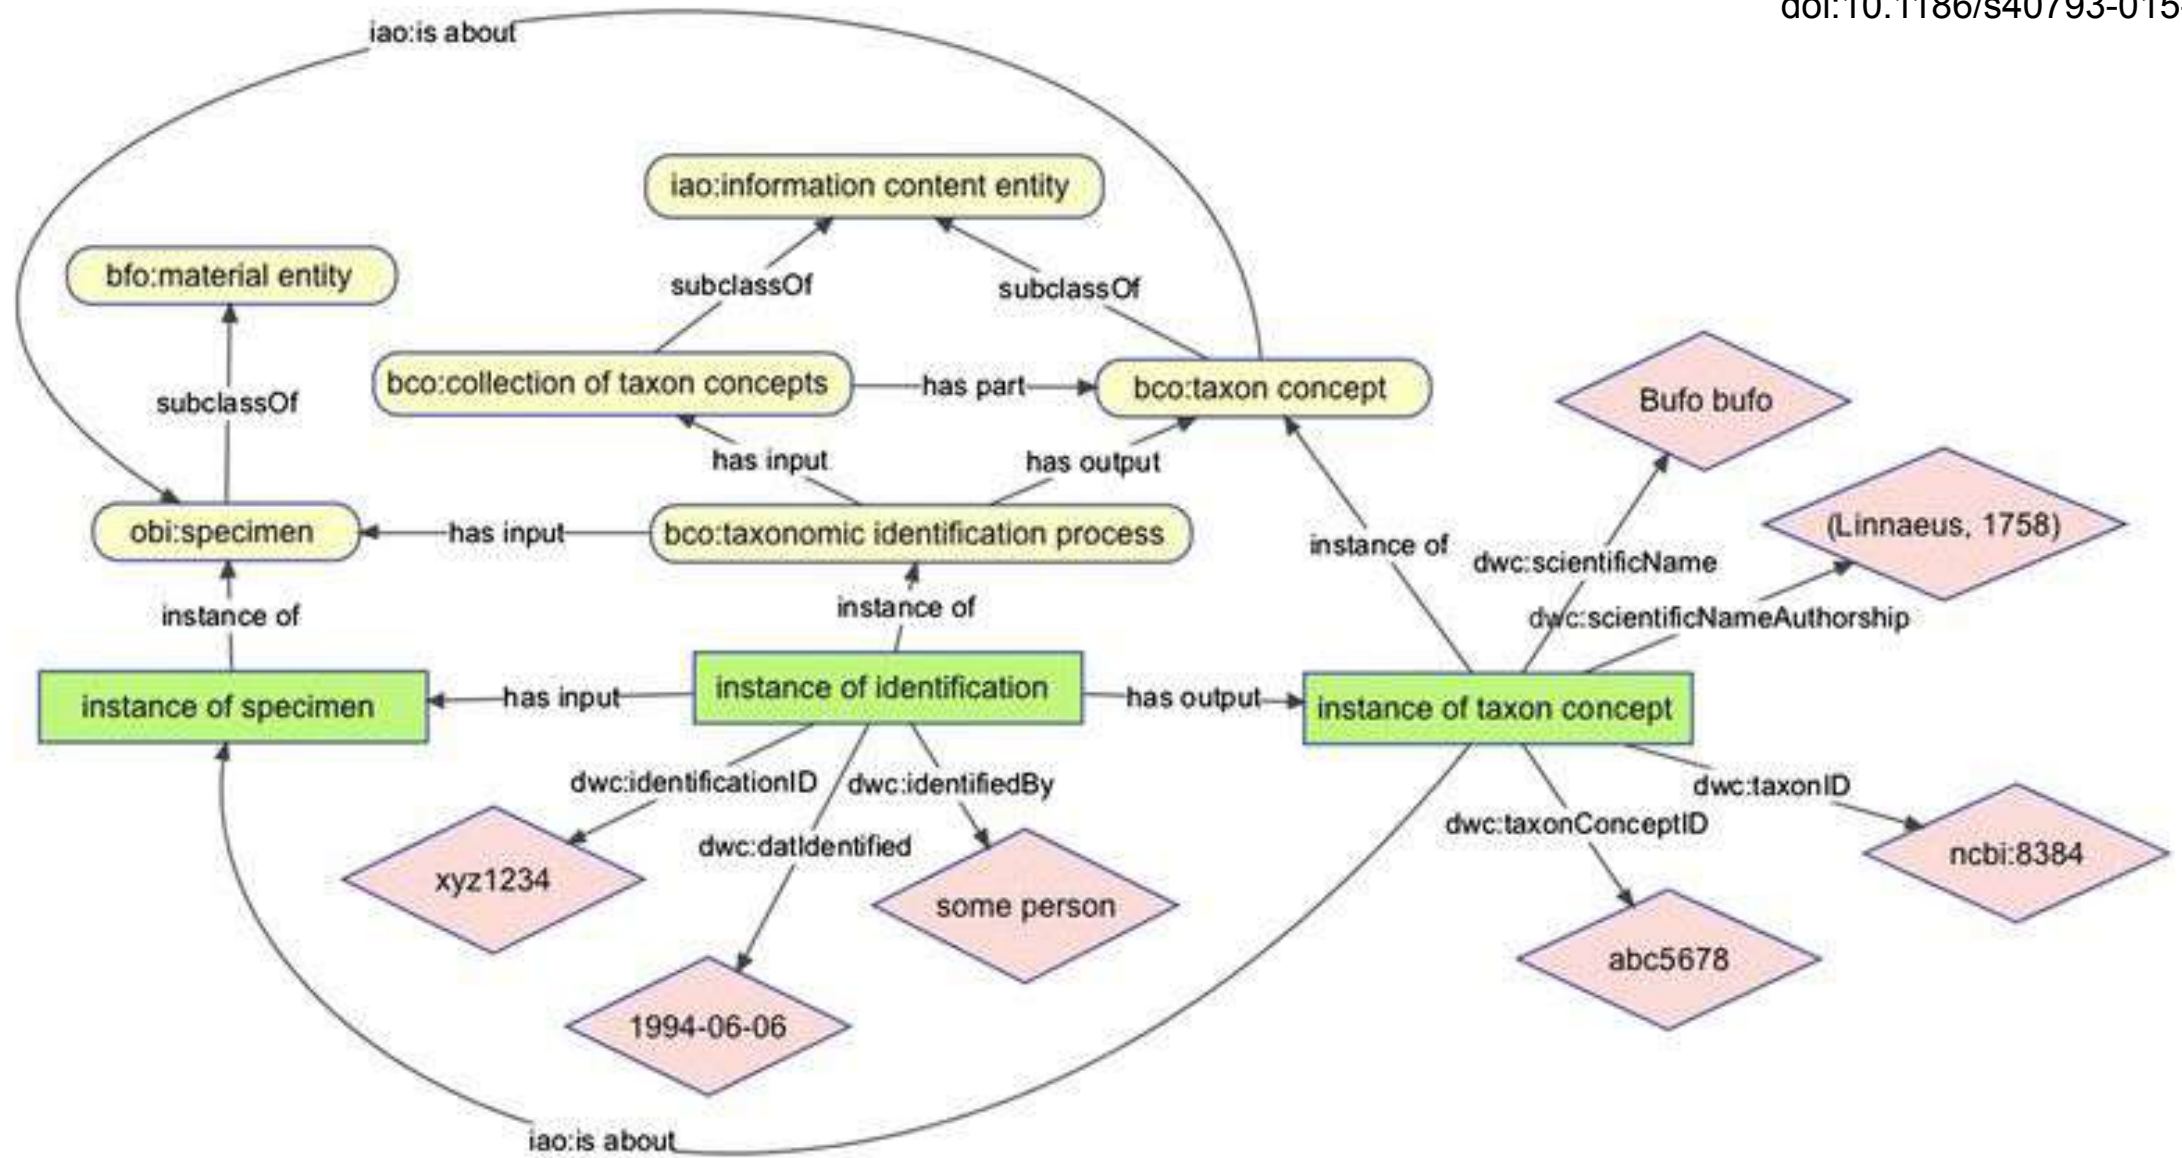 doi:10.1186/s40793-015-
iao:is about
iao:information content entity
bfo:material entity
subclassOf
subclassOf
subclassOf
bco:collection of taxon concepts
has part
bco:taxon concept
Bufo bufo
has input
has output
obi:specimen
has input
bco:taxonomic identification process
instance of
dwc:scientificName
(Linnaeus, 1758)
instance of
instance of
dwc:scientificNameAuthorship
instance of specimen
has input
instance of identification
has output
instance of taxon concept
dwc:identificationID
dwc:identifiedBy
dwc:taxonID
dwc:datIdentified
dwc:taxonConceptID
xyz1234
some person
ncbi:8384
1994-06-06
abc5678
iao:is about